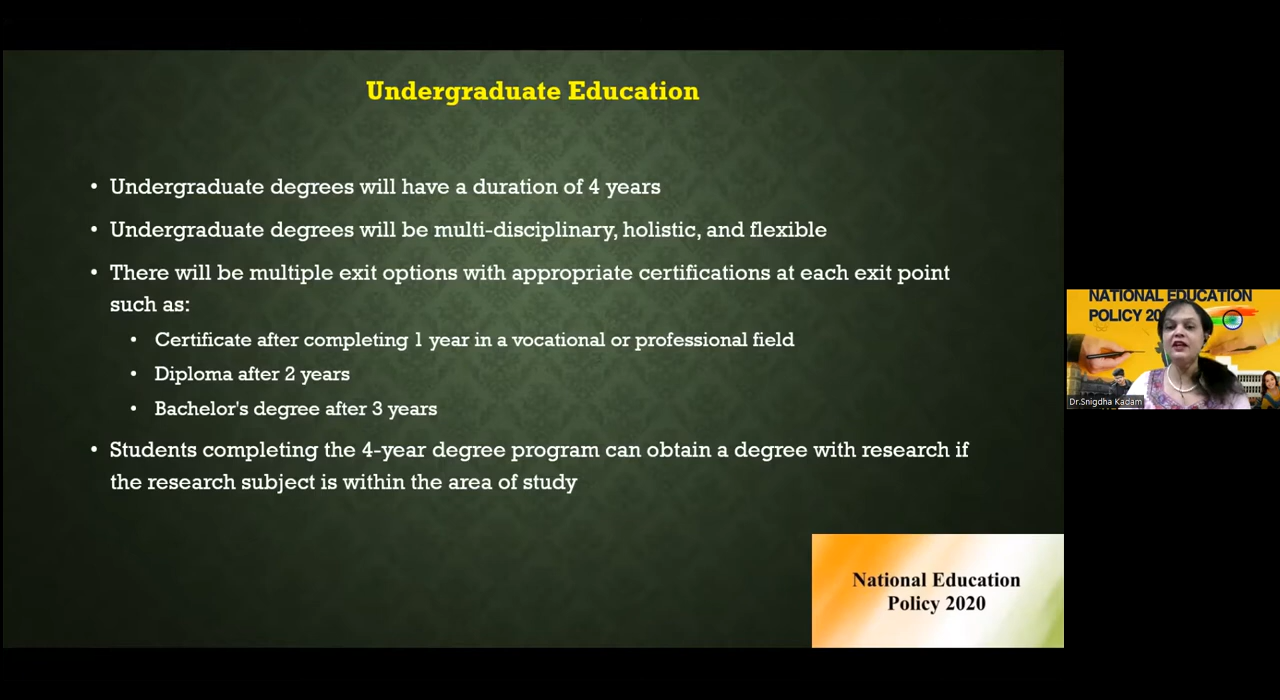 Undergraduate Education
• Undergraduate degrees will have a duration of 4 years
• Undergraduate degrees will be multi-disciplinary, holistic, and flexible
• There will be multiple exit options with appropriate certifications at each exit point
such as:
• Certificate after completing 1 year in a vocational or professional field
• Diploma after 2 years
• Bachelor's degree after 3 years
• Students completing the 4-year degree program can obtain a degree with research if
the research subject is within the area of study
National Education
Policy 2020
NATIONAL EDUCATION
POLICY 20
Dr.Snigdha Kadam